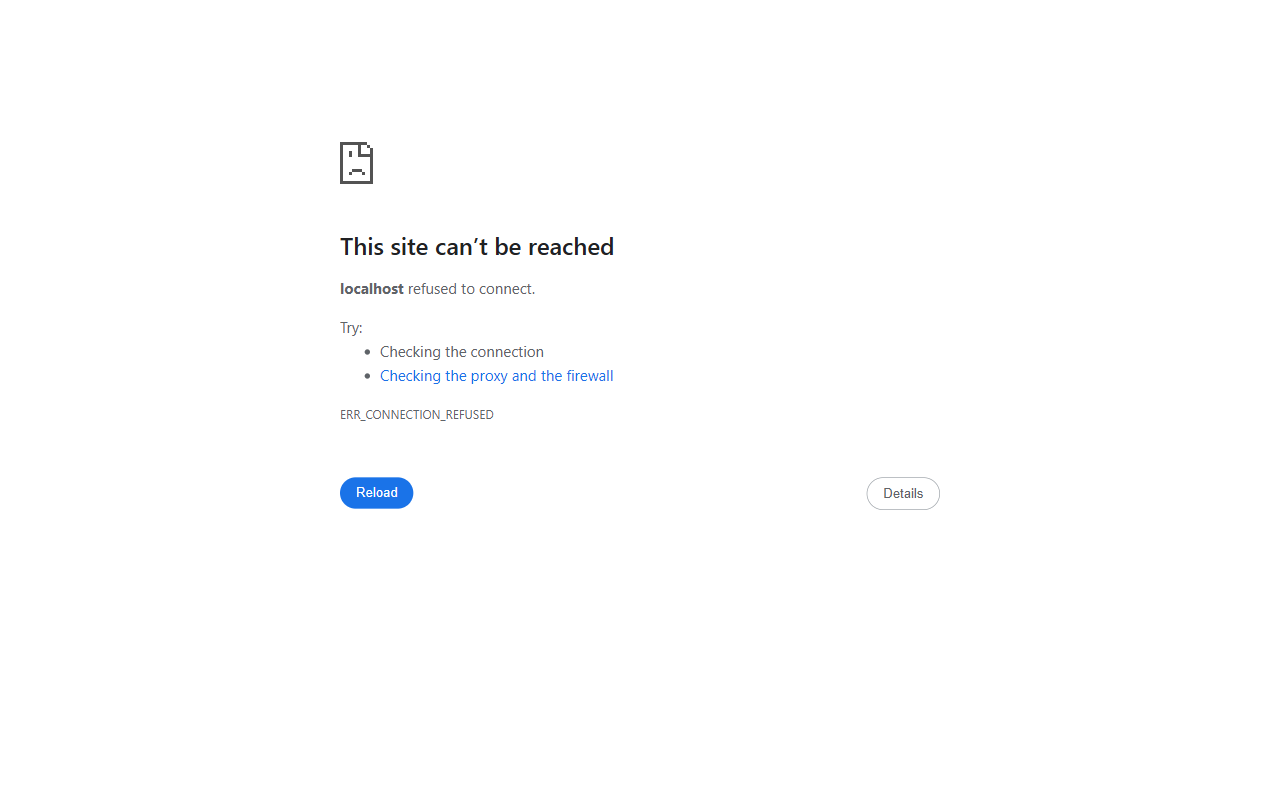 This site can’t be reached
localhost refused to connect.
Try:
Checking the connection
Checking the proxy and the firewall
ERR_CONNECTION_REFUSED
Reload
Details